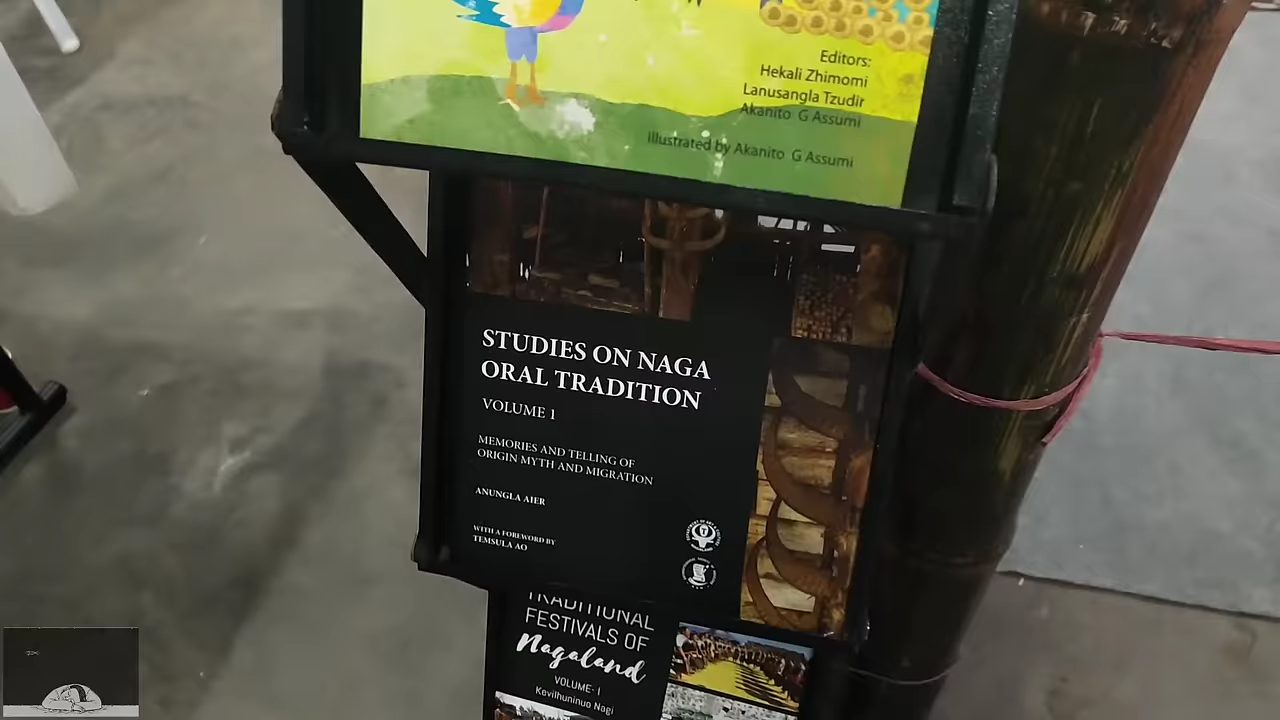 Editors:
Hekali Zhimomi
Lanusangla Tzudir
Akanito G Assumi
Illustrated by Akanito G Assumi
STUDIES ON NAGA
ORAL TRADITION
VOLUME 1
MEMORIES AND TELLING OF
ORIGIN MYTH AND MIGRATION
ANUNGLA AIER
WITH A FOREWORD BY
TEMSULA AO
TRADITIONAL
FESTIVALS OF
Nagaland
VOLUME- I
Kevilhuninuo Nagi